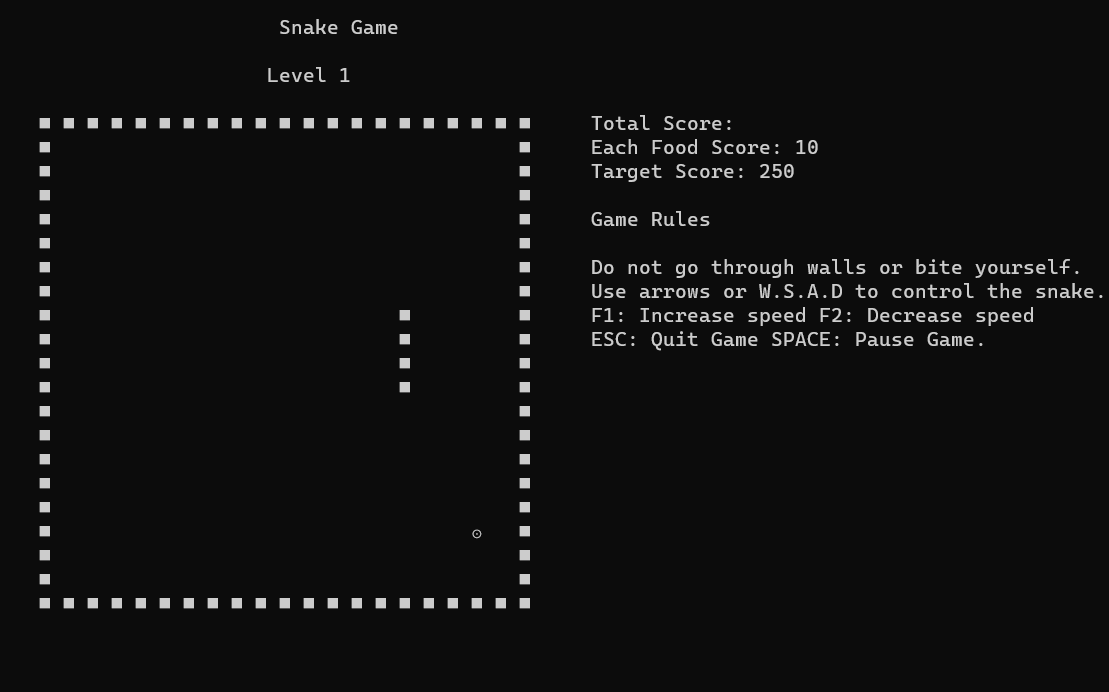 Snake Game
Level 1
Total Score:
Each Food Score: 10
Target Score: 250
Game Rules
Do not go through walls or bite yourself.
Use arrows or W.S.A.D to control the snake.
F1: Increase speed F2: Decrease speed
ESC: Quit Game SPACE: Pause Game.